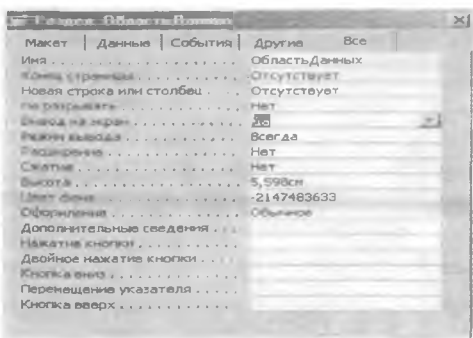 Раздел: ОбластьДанных
Макет Данные События Другие Все
Имя ОбластьДанных
Конец страницы Отсутствует
Новая строка или столбец Отсутствует
Не разрывать Нет
Вывод на экран Да
Режим вывода Всегда
Расширение Нет
Сжатие Нет
Высота 5,598см
Цвет фона -2147483633
Оформление Обычное
Дополнительные сведения
Нажатие кнопки
Двойное нажатие кнопки
Кнопка вниз
Перемещение указателя
Кнопка вверх